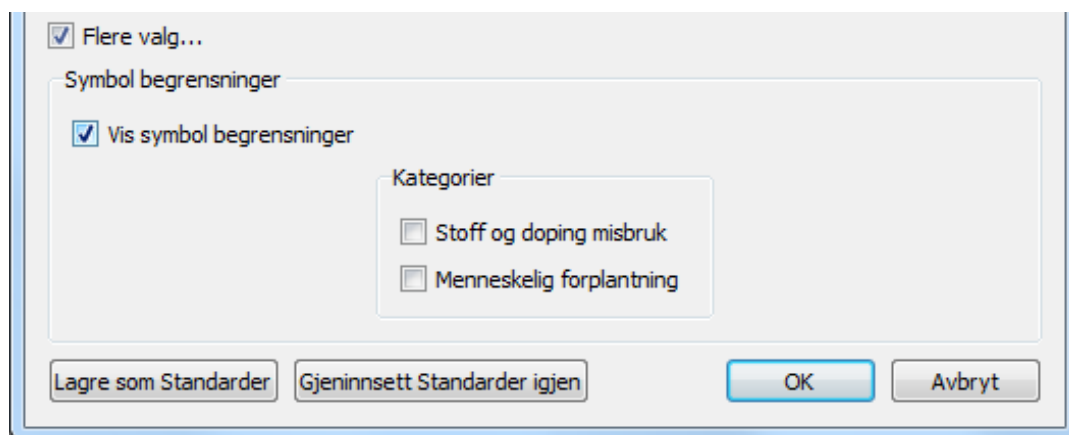 Flere valg...
Symbol begrensninger
Vis symbol begrensninger
Kategorier
Stoff og doping misbruk
Menneskelig forplantning
Lagre som Standarder Gjeninnsett Standarder igjen OK Avbryt